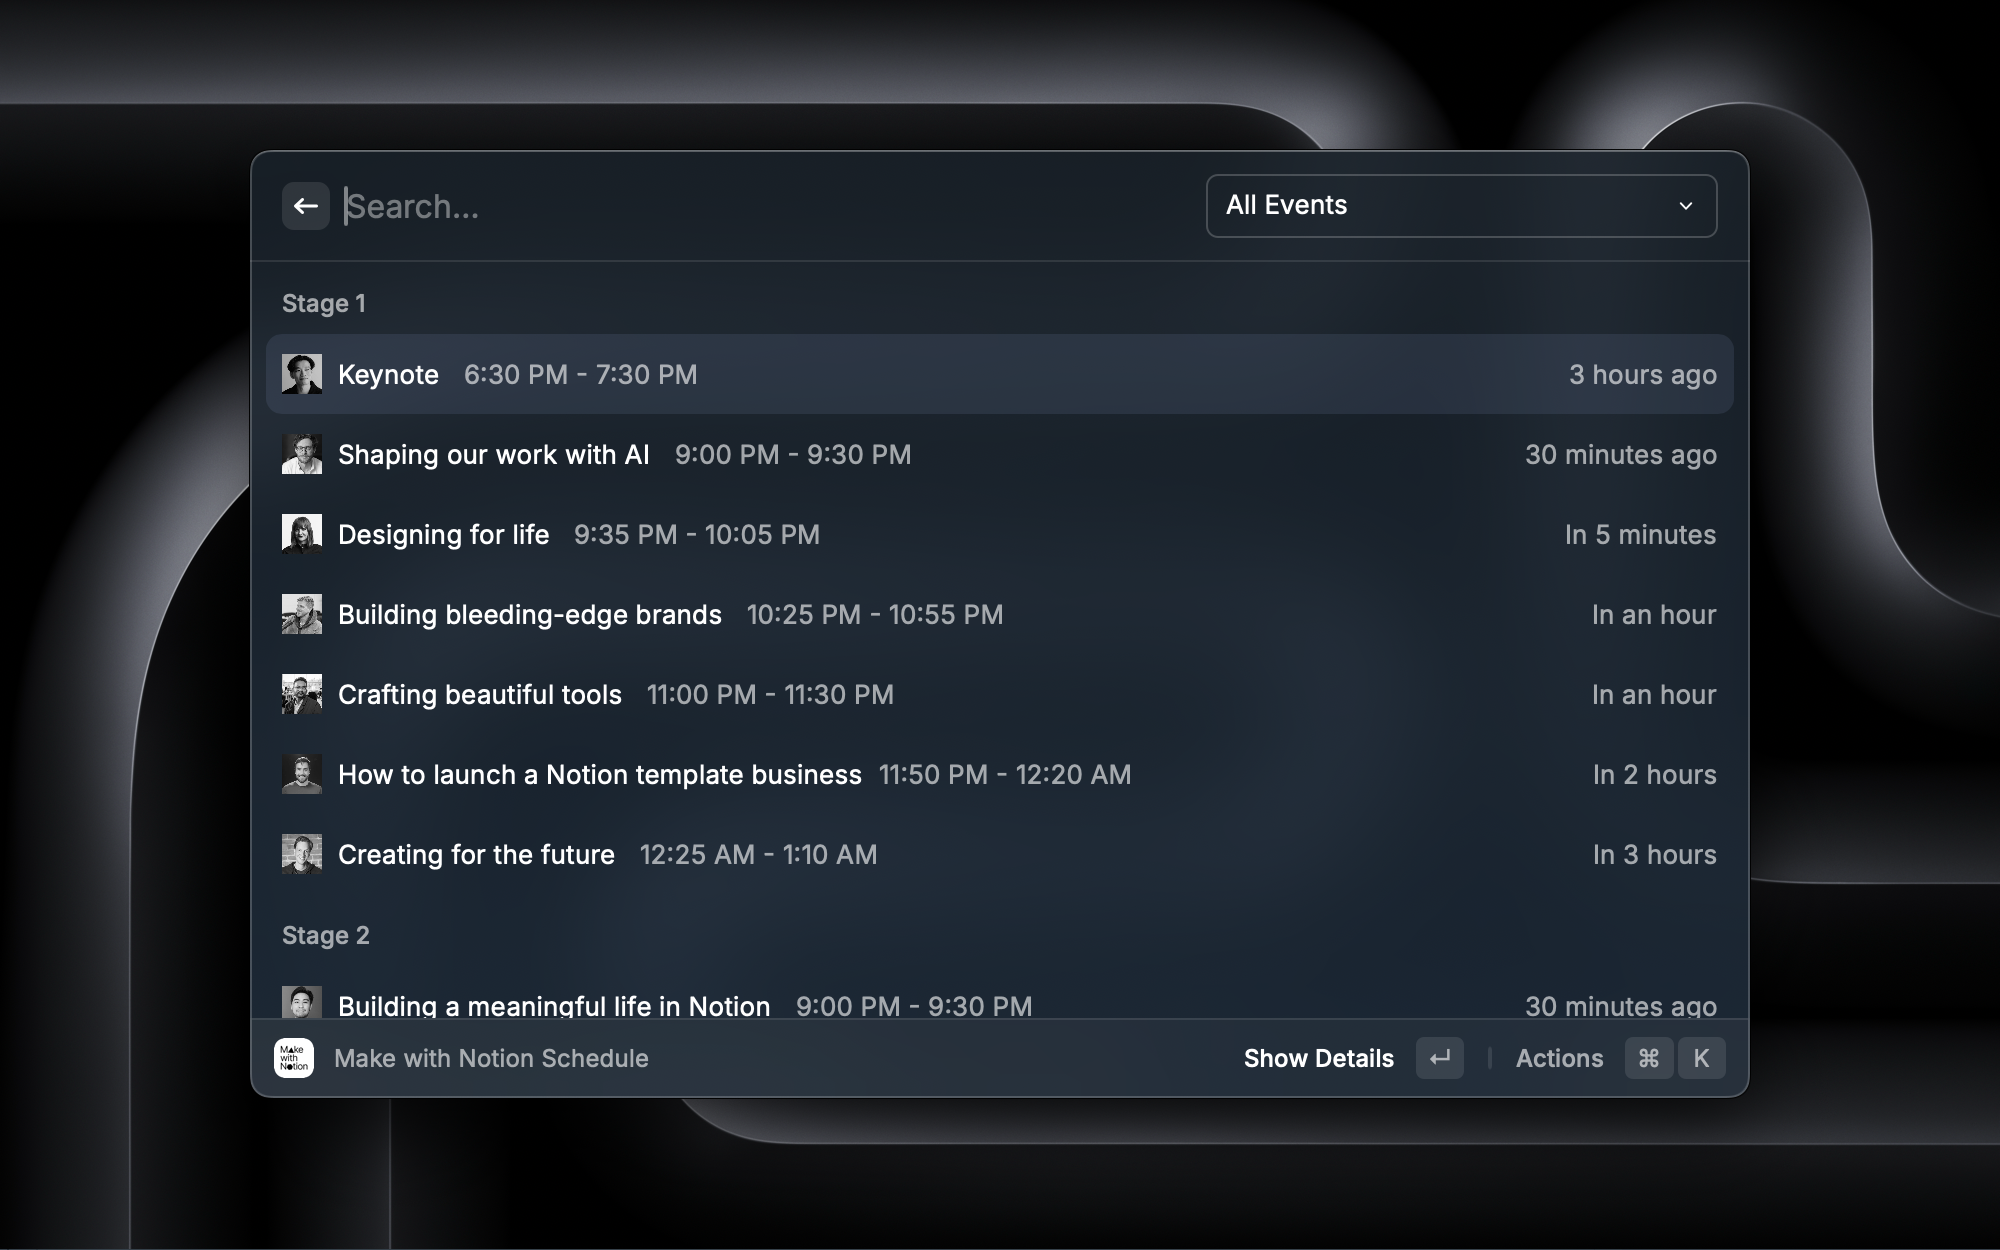 Search...
All Events
Stage 1
Keynote 6:30 PM - 7:30 PM 3 hours ago
Shaping our work with AI 9:00 PM - 9:30 PM 30 minutes ago
Designing for life 9:35 PM - 10:05 PM In 5 minutes
Building bleeding-edge brands 10:25 PM - 10:55 PM In an hour
Crafting beautiful tools 11:00 PM - 11:30 PM In an hour
How to launch a Notion template business 11:50 PM - 12:20 AM In 2 hours
Creating for the future 12:25 AM - 1:10 AM In 3 hours
Stage 2
Building a meaningful life in Notion 9:00 PM - 9:30 PM 30 minutes ago
Make
with
Notion
Make with Notion Schedule Show Details ↵ Actions ⌘ K